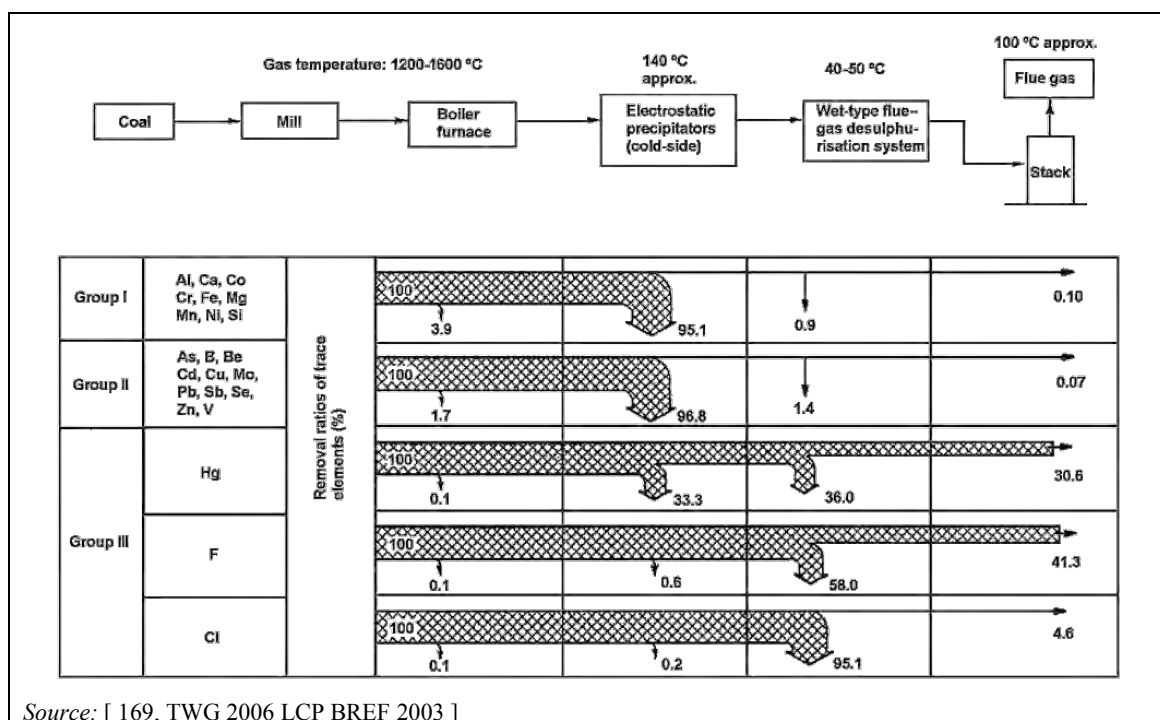 Gas temperature: 1200-1600 ºC
140 ºC
approx.
40-50 ºC
100 ºC approx.
Coal
Mill
Boiler
furnace
Electrostatic
precipitators
(cold-side)
Wet-type flue-
gas desulphu-
risation system
Flue gas
Stack
Group I
Al, Ca, Co
Cr, Fe, Mg
Mn, Ni, Si
Removal ratios of trace
elements (%)
100
3.9
95.1
0.9
0.10
Group II
As, B, Be
Cd, Cu, Mo,
Pb, Sb, Se,
Zn, V
100
1.7
96.8
1.4
0.07
Group III
Hg
100
0.1
33.3
36.0
30.6
F
100
0.1
0.6
58.0
41.3
Cl
100
0.1
0.2
95.1
4.6
Source: [ 169, TWG 2006 LCP BREF 2003 ]